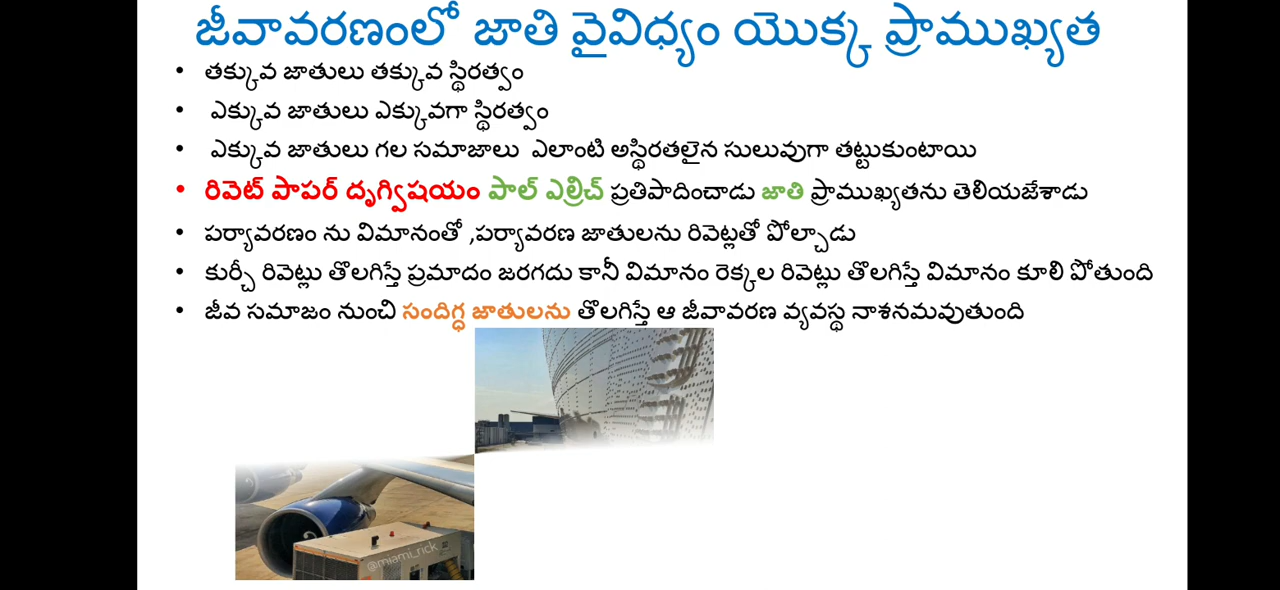 జీవావరణంలో జాతి వైవిధ్యం యొక్క ప్రాముఖ్యత
• తక్కువ జాతులు తక్కువ స్థిరత్వం
• ఎక్కువ జాతులు ఎక్కువగా స్థిరత్వం
• ఎక్కువ జాతులు గల సమాజాలు ఎలాంటి అస్థిరతలైన సులువుగా తట్టుకుంటాయి
• రివెట్ పాపర్ దృగ్విషయం పాల్ ఎల్రిచ్ ప్రతిపాదించాడు జాతి ప్రాముఖ్యతను తెలియజేశాడు
• పర్యావరణం ను విమానంతో ,పర్యావరణ జాతులను రివెట్లతో పోల్చాడు
• కుర్చీ రివెట్లు తొలగిస్తే ప్రమాదం జరగదు కానీ విమానం రెక్కల రివెట్లు తొలగిస్తే విమానం కూలి పోతుంది
• జీవ సమాజం నుంచి సందిగ్ధ జాతులను తొలగిస్తే ఆ జీవావరణ వ్యవస్థ నాశనమవుతుంది
@miami_rick